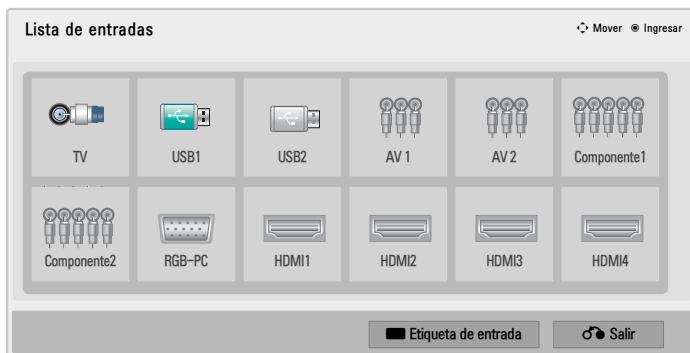 Lista de entradas
Mover Ingresar
TV USB1 USB2 AV 1 AV 2 Componente1
Componente2 RGB-PC HDMI1 HDMI2 HDMI3 HDMI4
Etiqueta de entrada Salir